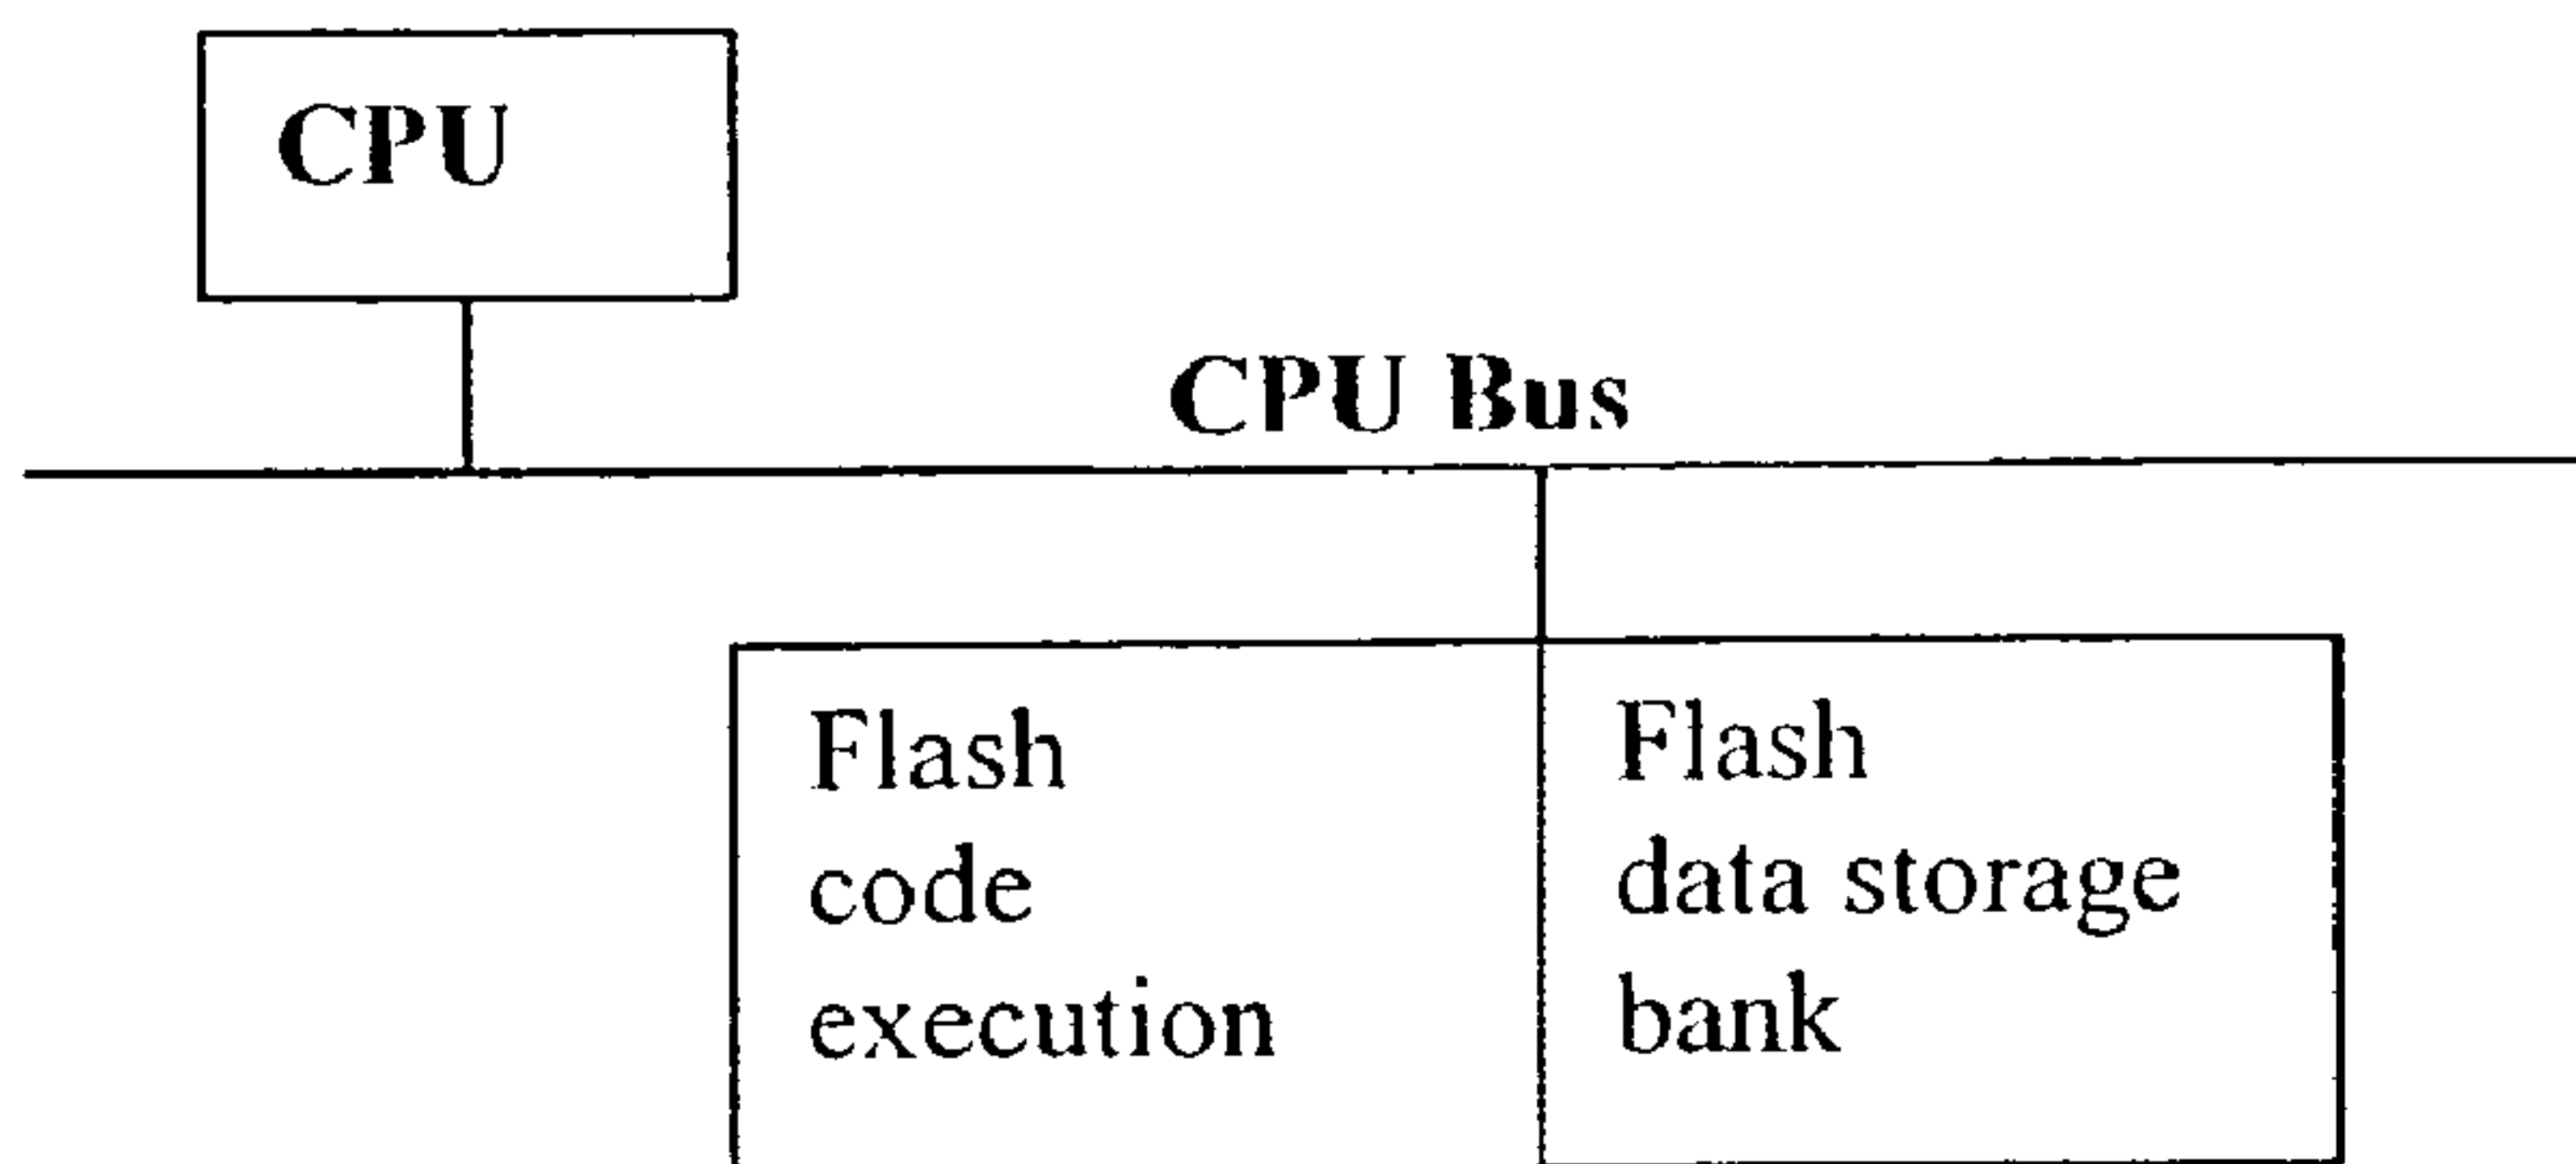 CPU
CPU Bus
Flash
code
execution
Flash
data storage
bank